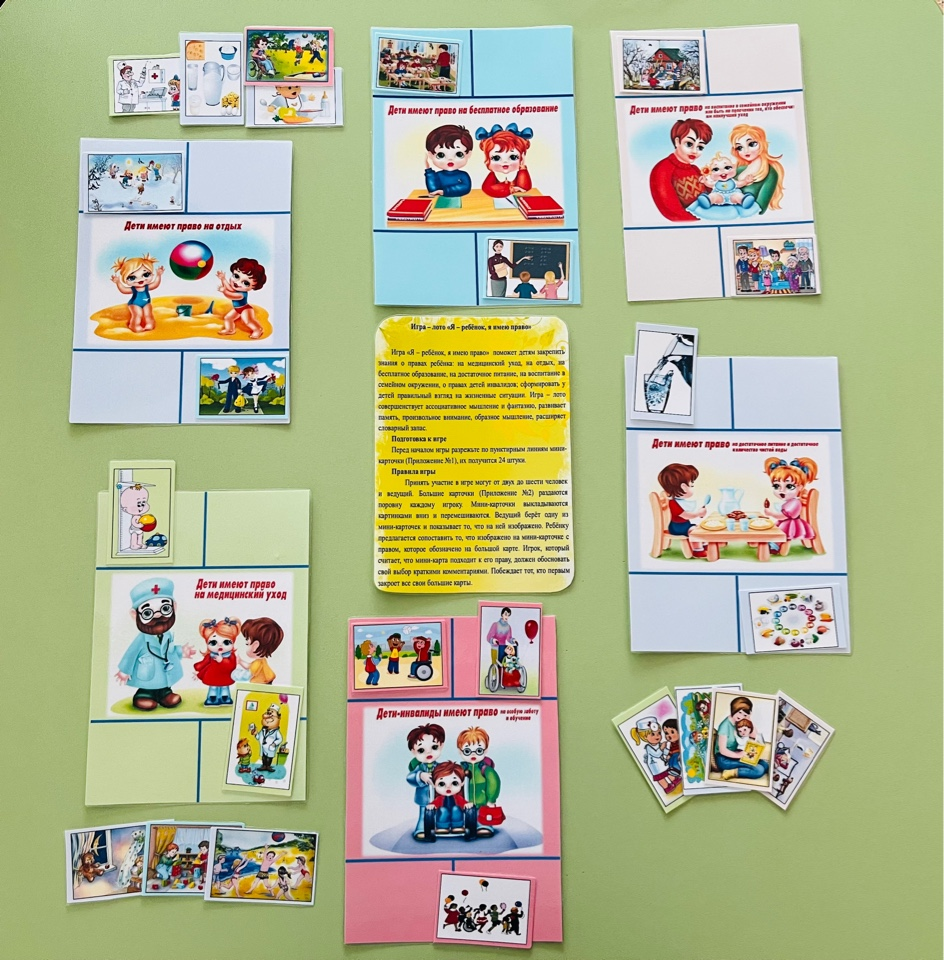 Дети имеют право на бесплатное образование
Дети имеют право на воспитание в семейном окружении
или быть на попечении тех, кто обеспечит
им наилучший уход
Дети имеют право на отдых
Игра – лото «Я – ребёнок, я имею право»
Игра «Я – ребёнок, я имею право» поможет детям закрепить
знания о правах ребёнка: на медицинский уход, на отдых, на
бесплатное образование, на достаточное питание, на воспитание в
семейном окружении, о правах детей инвалидов; сформировать у
детей правильный взгляд на жизненные ситуации. Игра – лото
совершенствует ассоциативное мышление и фантазию, развивает
память, произвольное внимание, образное мышление, расширяет
словарный запас.
Подготовка к игре
Перед началом игры разрежьте по пунктирным линиям мини-
карточки (Приложение №1), их получится 24 штуки.
Правила игры
Принять участие в игре могут от двух до шести человек
и ведущий. Большие карточки (Приложение №2) раздаются
поровну каждому игроку. Мини-карточки выкладываются
картинками вниз и перемешиваются. Ведущий берёт одну из
мини-карточек и показывает то, что на ней изображено. Ребёнку
предлагается сопоставить то, что изображено на мини-карточке с
правом, которое обозначено на большой карте. Игрок, который
считает, что мини-карта подходит к его праву, должен обосновать
свой выбор краткими комментариями. Побеждает тот, кто первым
закроет все свои большие карты.
Дети имеют право на достаточное питание и достаточное
количество чистой воды
Дети имеют право
на медицинский уход
Дети-инвалиды имеют право на особую заботу
и обучение